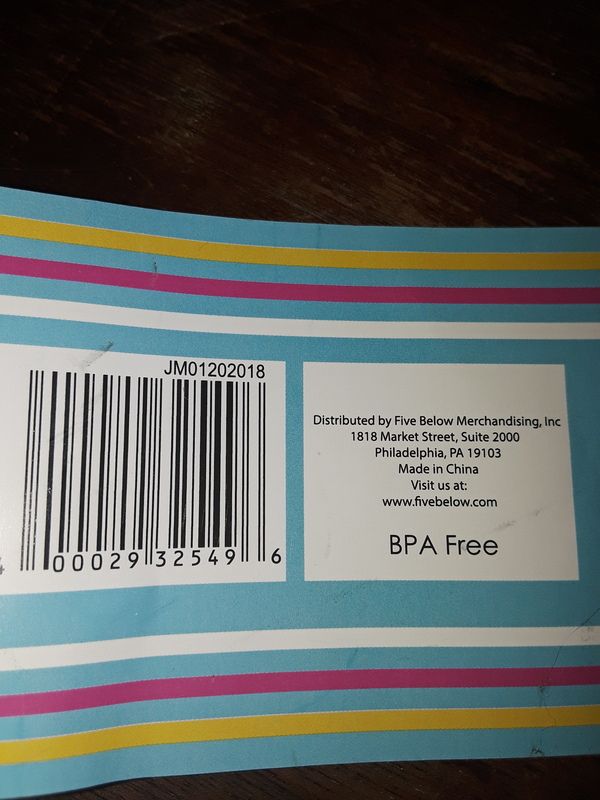 JM01202018
00029 32549 6
Distributed by Five Below Merchandising, Inc
1818 Market Street, Suite 2000
Philadelphia, PA 19103
Made in China
Visit us at:
www.fivebelow.com
BPA Free